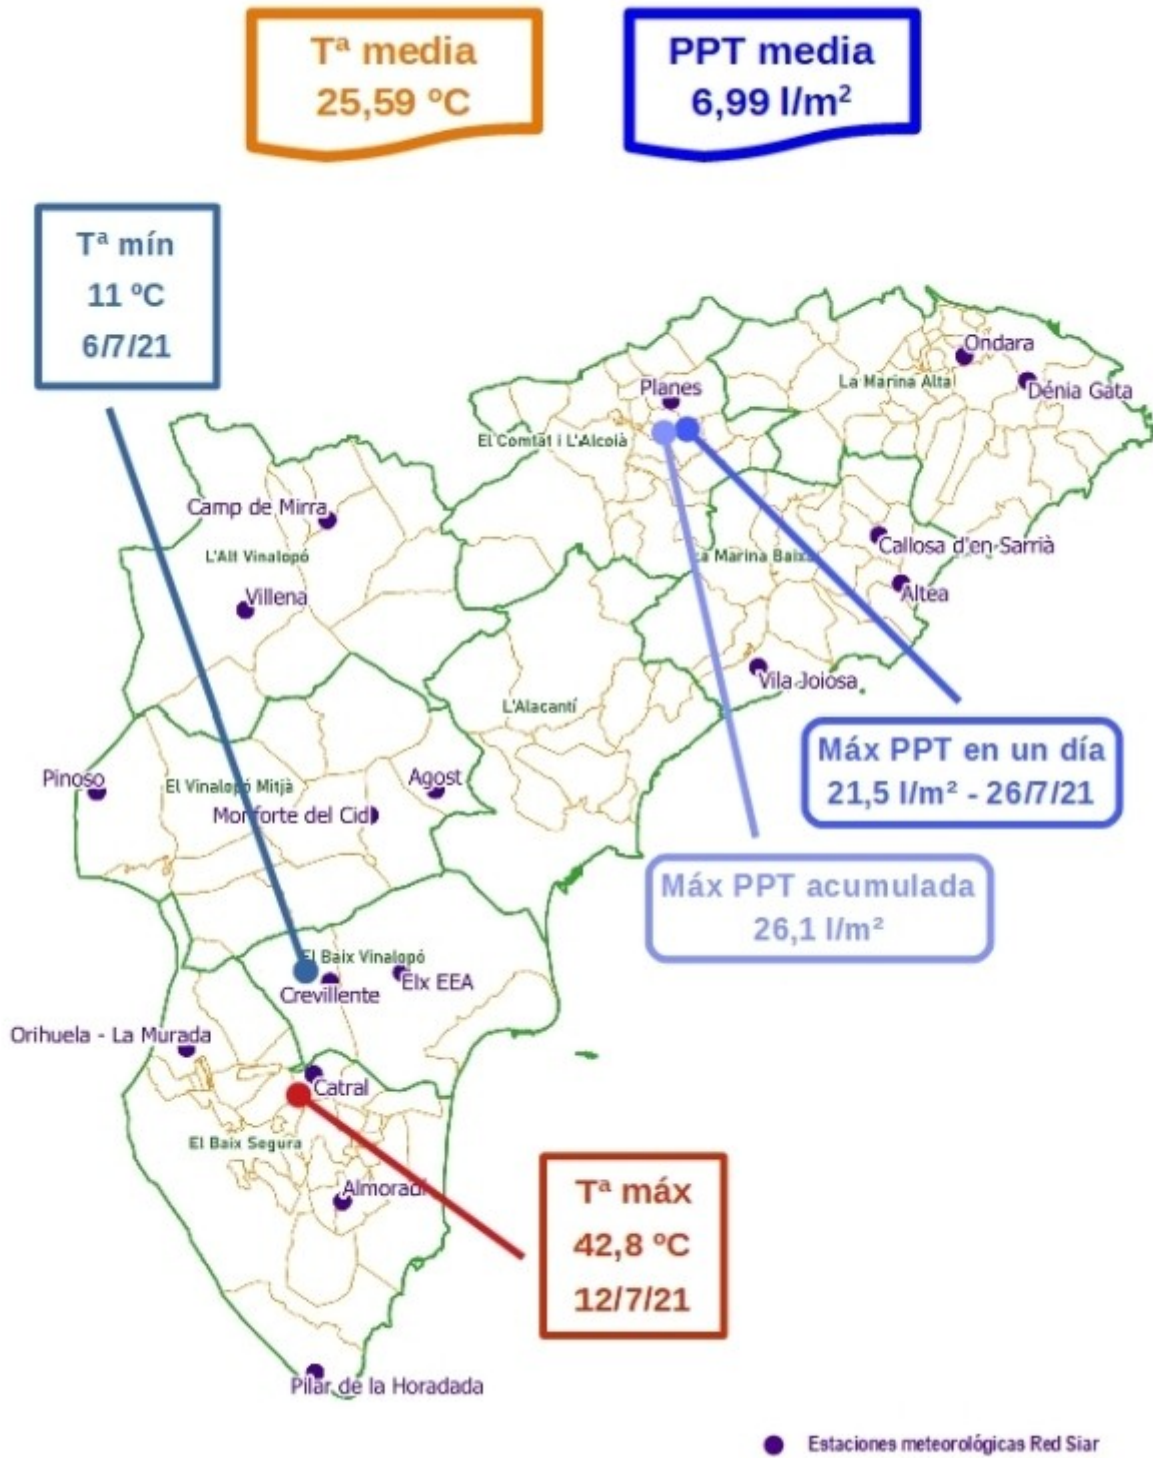 Tª media
25,59 ºC
PPT media
6,99 l/m²
Tª mín
11 ºC
6/7/21
Ondara
Planes
La Marina Alta
Dénia Gata
El Comtat i L'Alcoià
Camp de Mirra
L'Alt Vinalopó
Callosa d'en Sarrià
La Marina Baixa
Altea
Villena
Vila Joiosa
L'Alacantí
Máx PPT en un día
21,5 l/m² - 26/7/21
Pinoso
El Vinalopó Mitjà
Agost
Monforte del Cid
Máx PPT acumulada
26,1 l/m²
El Baix Vinalopó
Crevillente
Elx EEA
Orihuela - La Murada
Catral
El Baix Segura
Almoradí
Tª máx
42,8 ºC
12/7/21
Pilar de la Horadada
Estaciones meteorológicas Red Siar